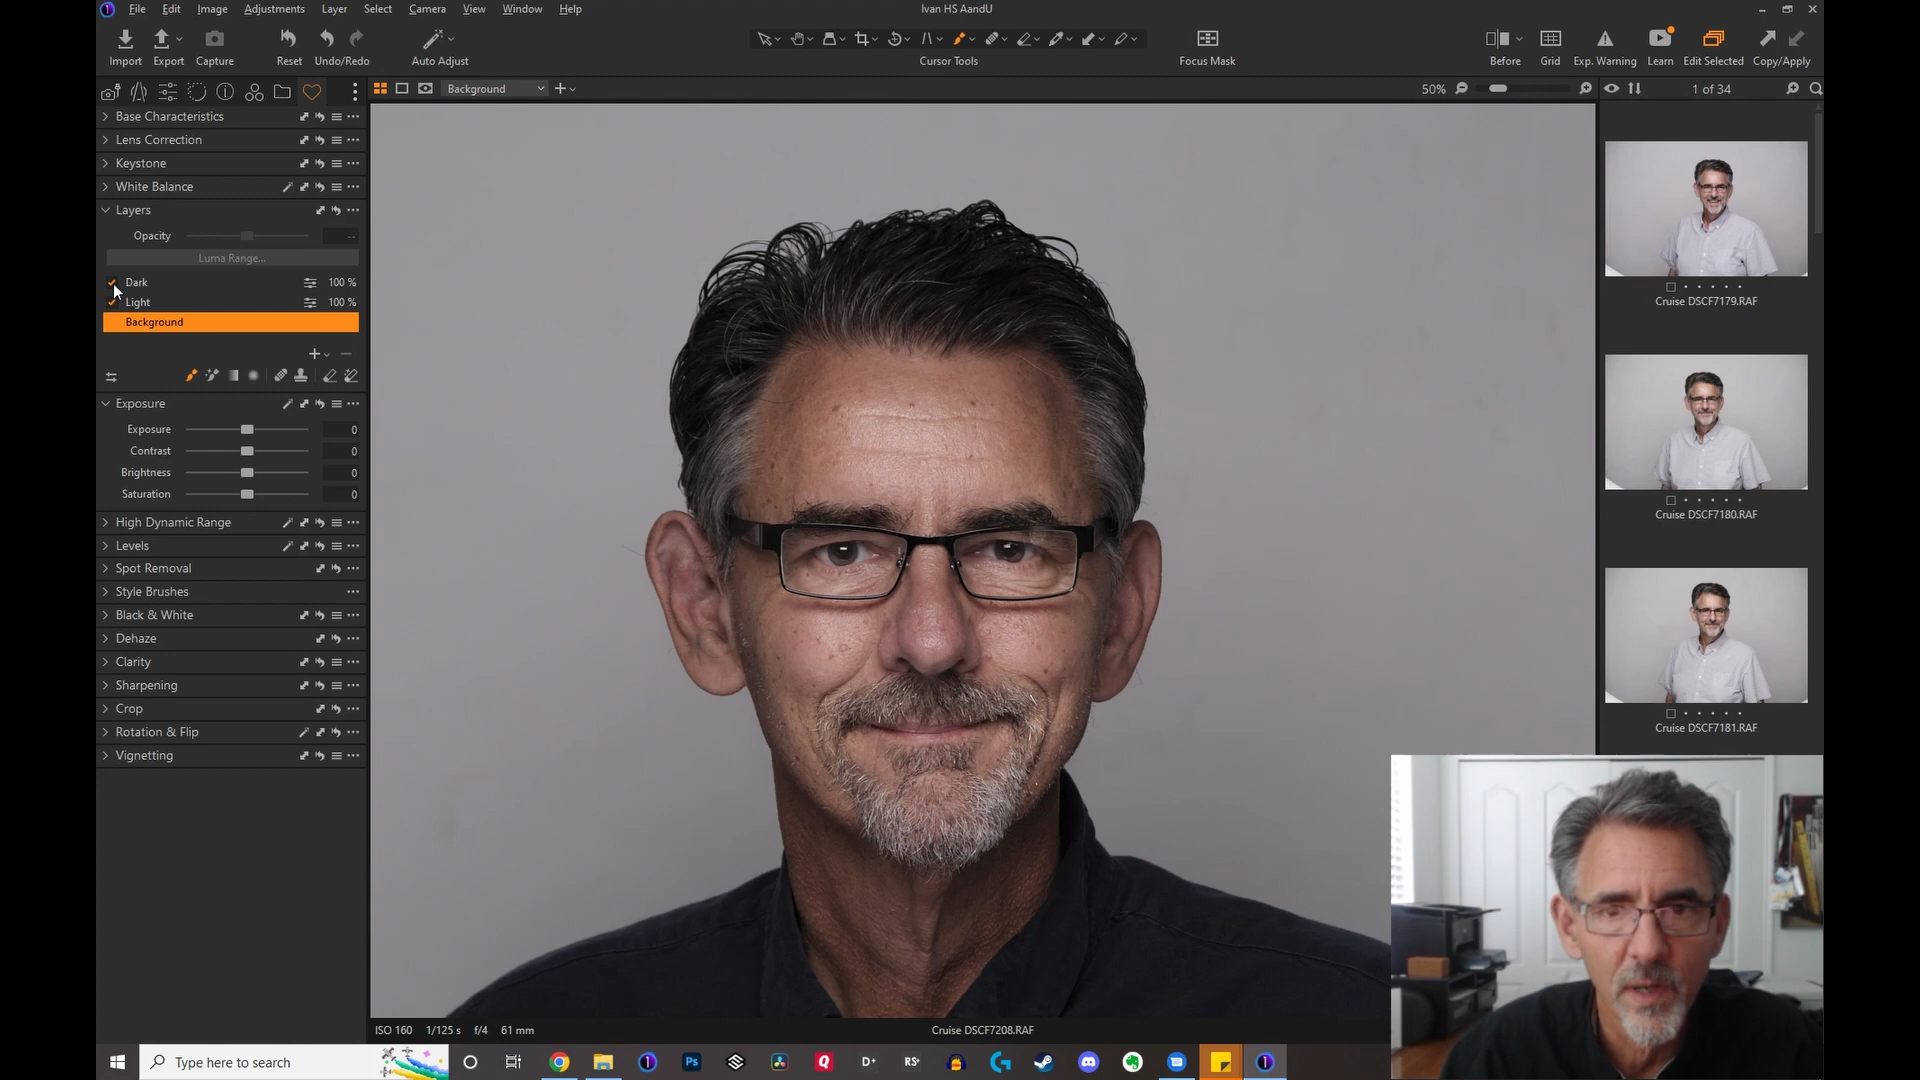 File Edit Image Adjustments Layer Select Camera View Window Help
Ivan HS AandU
Import Export Capture Reset Undo/Redo Auto Adjust
Cursor Tools
Focus Mask
Before Grid Exp. Warning Learn Edit Selected Copy/Apply
Background
50%
1 of 34
Base Characteristics
Lens Correction
Keystone
White Balance
Layers
Opacity --
Luma Range...
Dark 100 %
Light 100 %
Background
Exposure
Exposure 0
Contrast 0
Brightness 0
Saturation 0
High Dynamic Range
Levels
Spot Removal
Style Brushes
Black & White
Dehaze
Clarity
Sharpening
Crop
Rotation & Flip
Vignetting
Cruise DSCF7179.RAF
Cruise DSCF7180.RAF
Cruise DSCF7181.RAF
ISO 160 1/125 s f/4 61 mm
Cruise DSCF7208.RAF
Type here to search
Ps
Q
D+
RS+